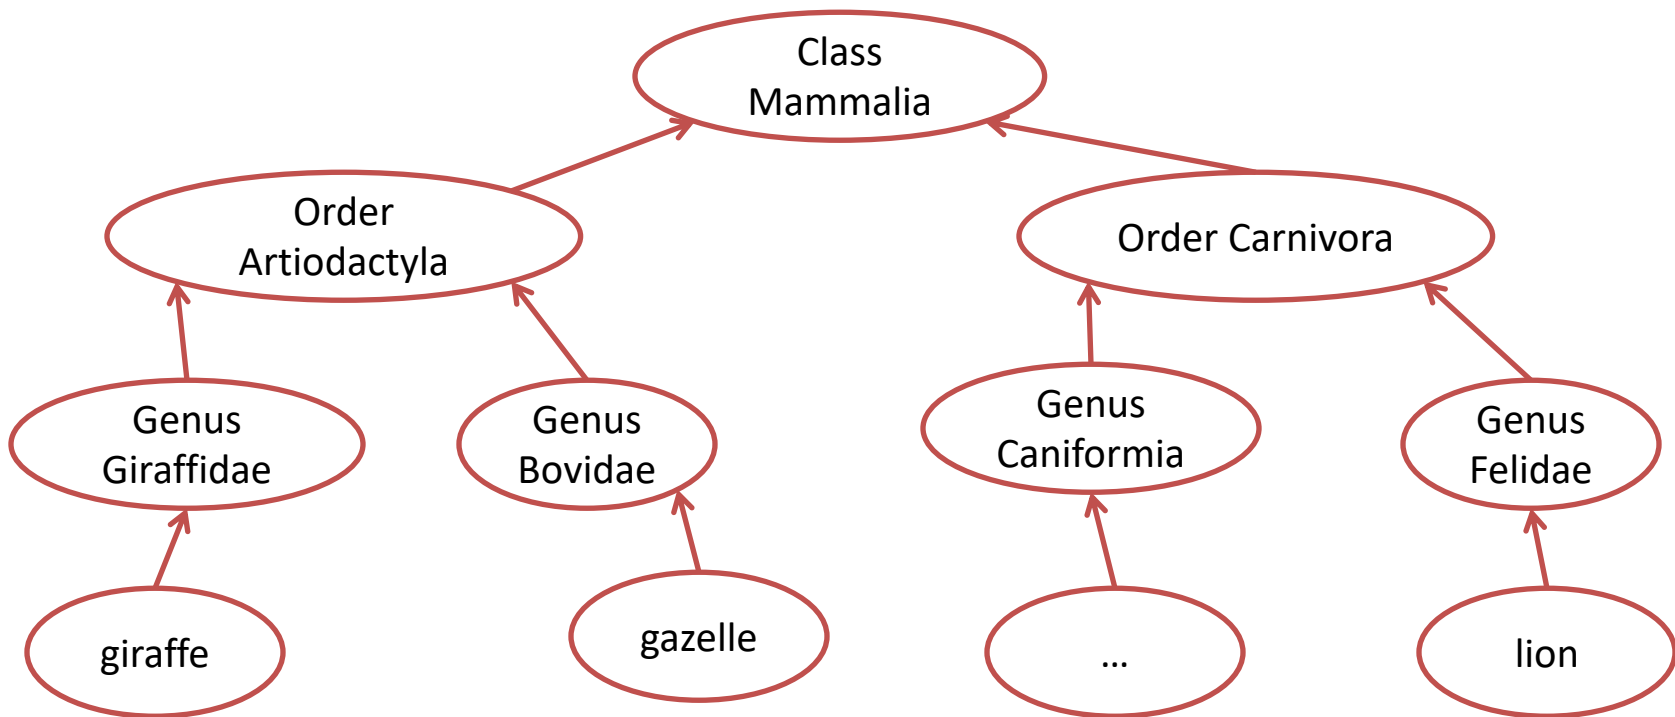 Class
Mammalia
Order
Artiodactyla
Order Carnivora
Genus
Giraffidae
Genus
Bovidae
Genus
Caniformia
Genus
Felidae
giraffe
gazelle
...
lion